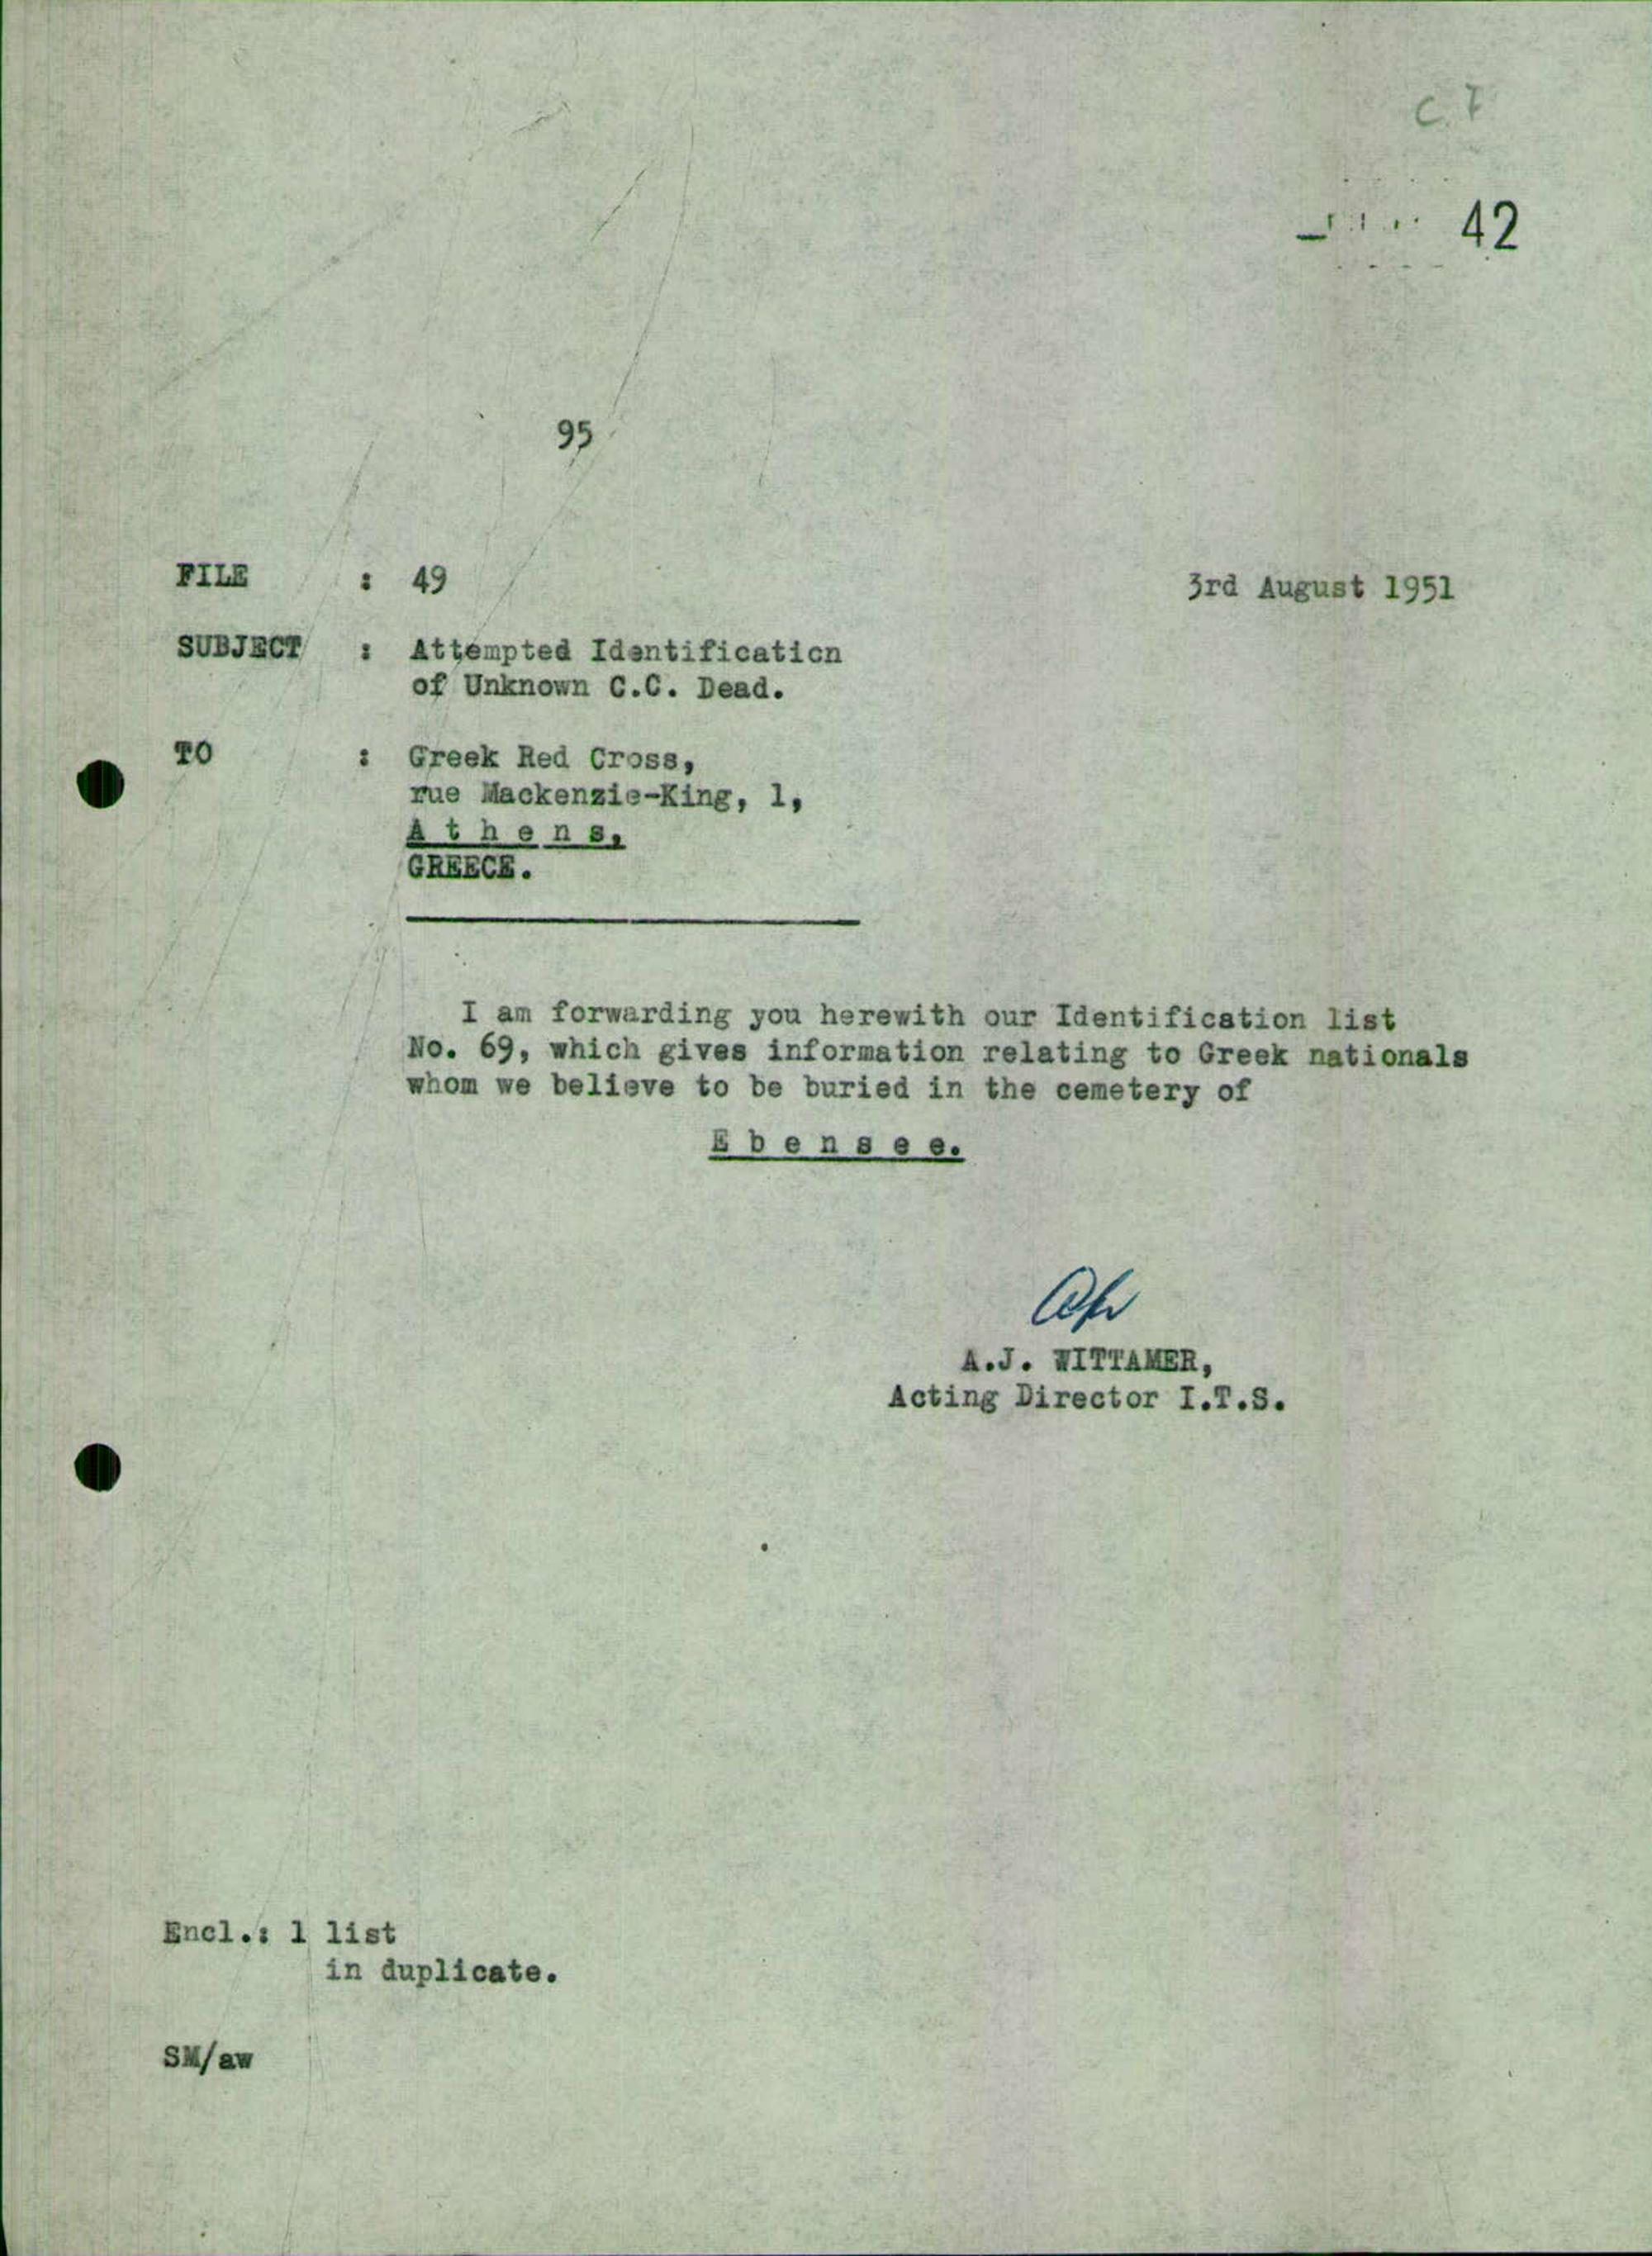 C.7
42
95
FILE : 49 3rd August 1951
SUBJECT : Attempted Identification
of Unknown C.C. Dead.
TO : Greek Red Cross,
rue Mackenzie-King, 1,
A t h e n s,
GREECE.
I am forwarding you herewith our Identification list
No. 69, which gives information relating to Greek nationals
whom we believe to be buried in the cemetery of
E b e n s e e.
A.J. WITTAMER,
Acting Director I.T.S.
Encl.: 1 list
in duplicate.
SM/aw